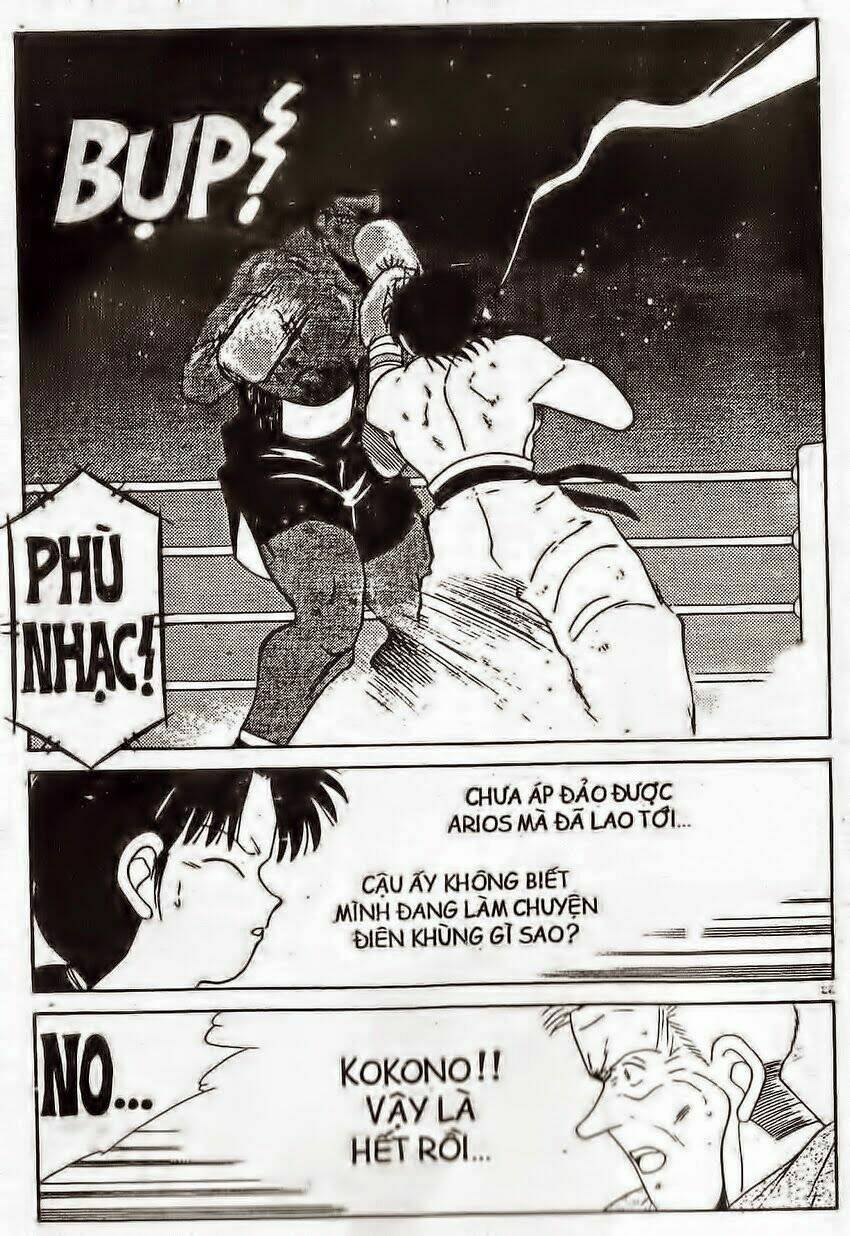 BỤP!
PHÙ
NHẠC!
CHƯA ÁP ĐẢO ĐƯỢC
ARIOS MÀ ĐÃ LAO TỚI...
CẬU ẤY KHÔNG BIẾT
MÌNH ĐANG LÀM CHUYỆN
ĐIÊN KHÙNG GÌ SAO?
NO...
KOKONO!!
VẬY LÀ
HẾT RỒI...